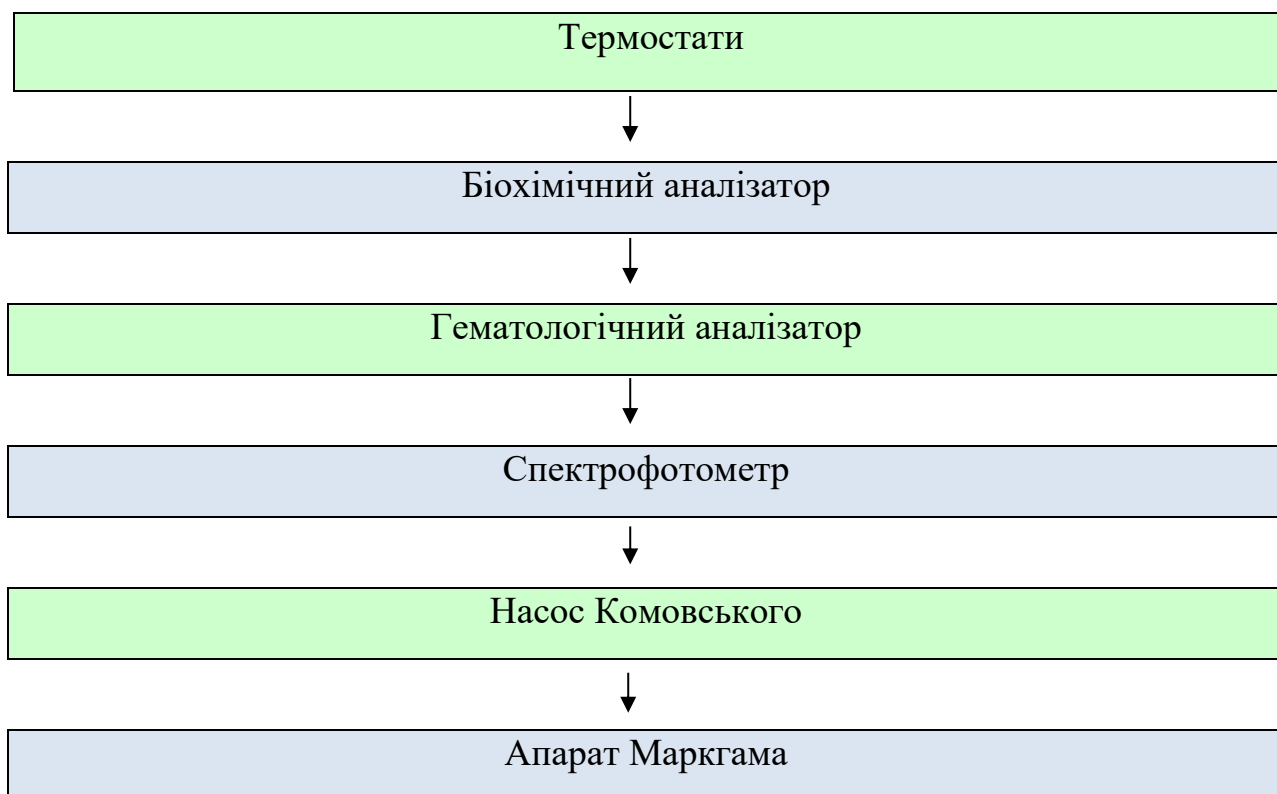 Термостати
Біохімічний аналізатор
Гематологічний аналізатор
Спектрофотометр
Насос Комовського
Апарат Маркгама